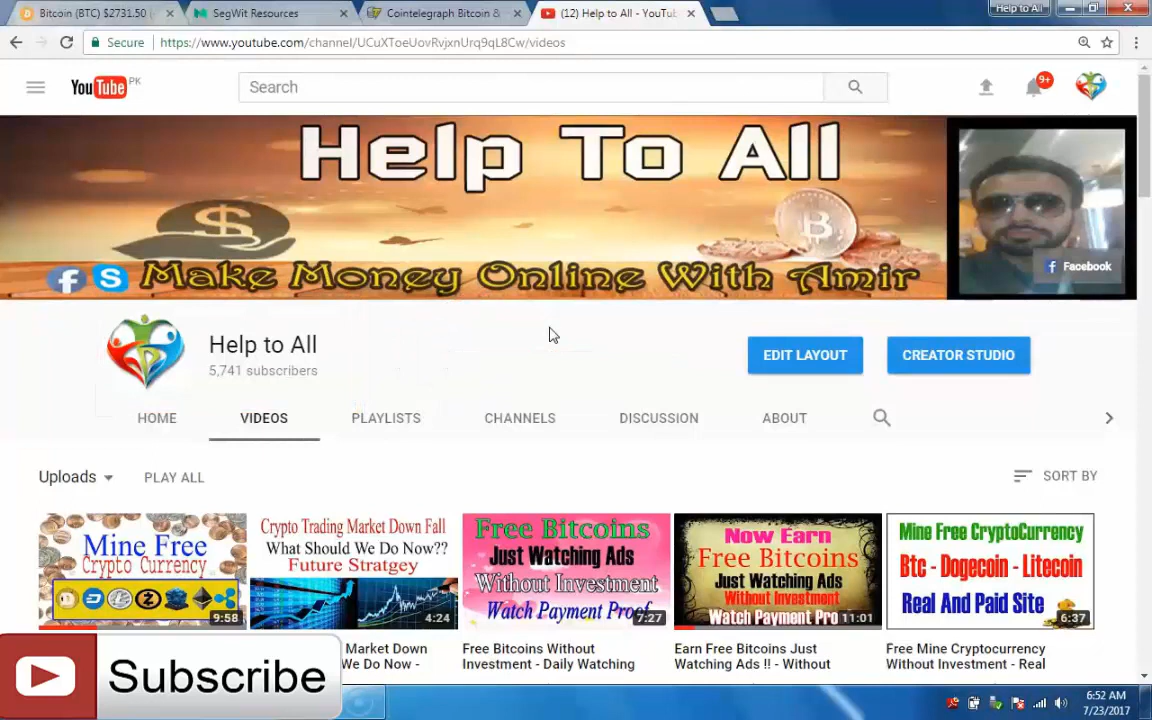 Bitcoin (BTC) $2731.50
SegWit Resources
Cointelegraph Bitcoin &
(12) Help to All - YouTu
Help to All
Secure
https://www.youtube.com/channel/UCuXToeUovRvjxnUrq9qL8Cw/videos
YouTube PK
Search
9+
Help To All
Make Money Online With Amir
Facebook
Help to All
5,741 subscribers
EDIT LAYOUT
CREATOR STUDIO
HOME
VIDEOS
PLAYLISTS
CHANNELS
DISCUSSION
ABOUT
Uploads
PLAY ALL
SORT BY
Mine Free
Crypto Currency
9:58
Crypto Trading Market Down Fall
What Should We Do Now??
Future Stratgey
4:24
Free Bitcoins
Just Watching Ads
Without Investment
Watch Payment Proof
7:27
Now Earn
Free Bitcoins
Just Watching Ads
Without Investment
Watch Payment Pro
11:01
Mine Free CryptoCurrency
Btc - Dogecoin - Litecoin
Real And Paid Site
6:37
Market Down
We Do Now -
Free Bitcoins Without
Investment - Daily Watching
Earn Free Bitcoins Just
Watching Ads !! - Without
Free Mine Cryptocurrency
Without Investment - Real
Subscribe
6:52 AM
7/23/2017